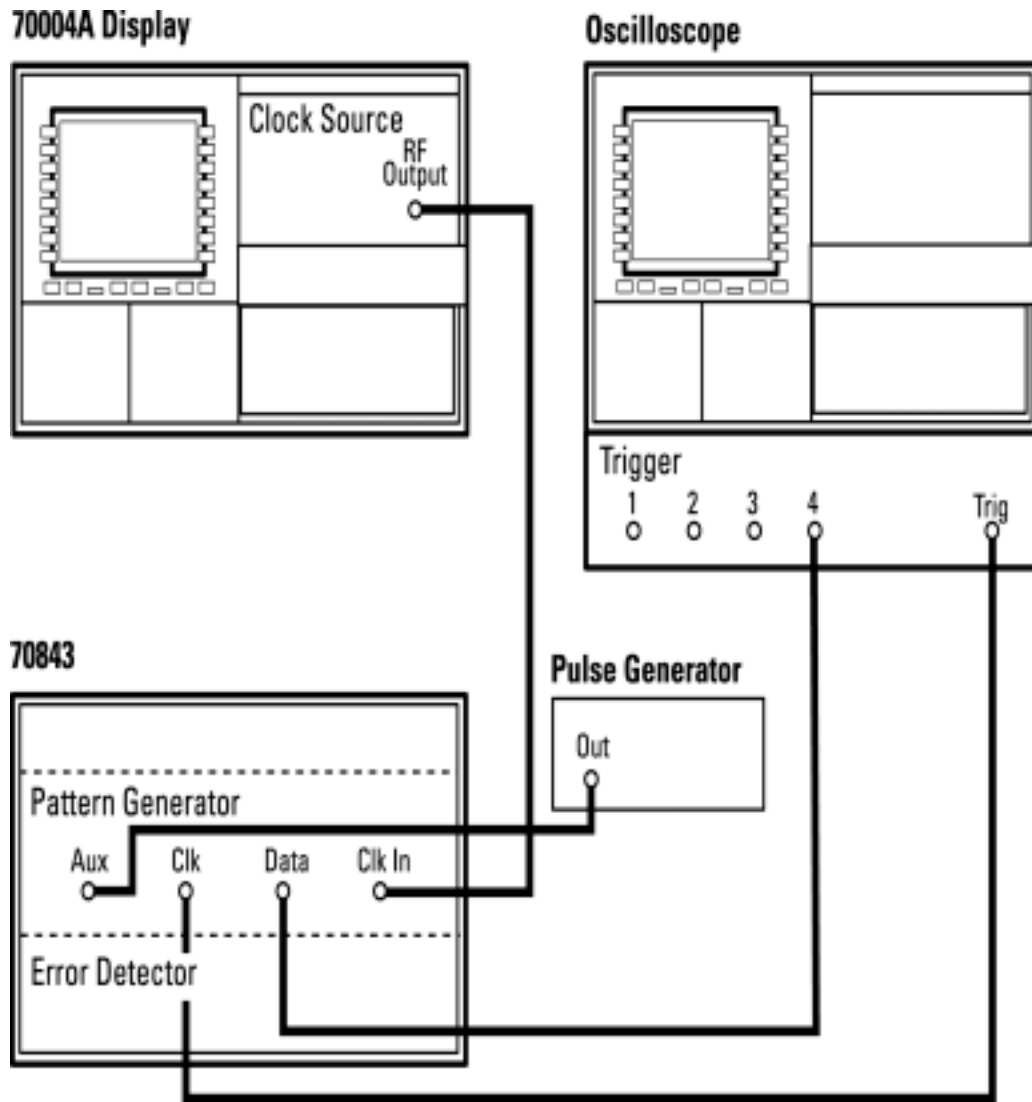 70004A Display
Oscilloscope
Clock Source
RF
Output
Trigger
1 2 3 4 Trig
70843
Pulse Generator
Out
Pattern Generator
Aux Clk Data Clk In
Error Detector